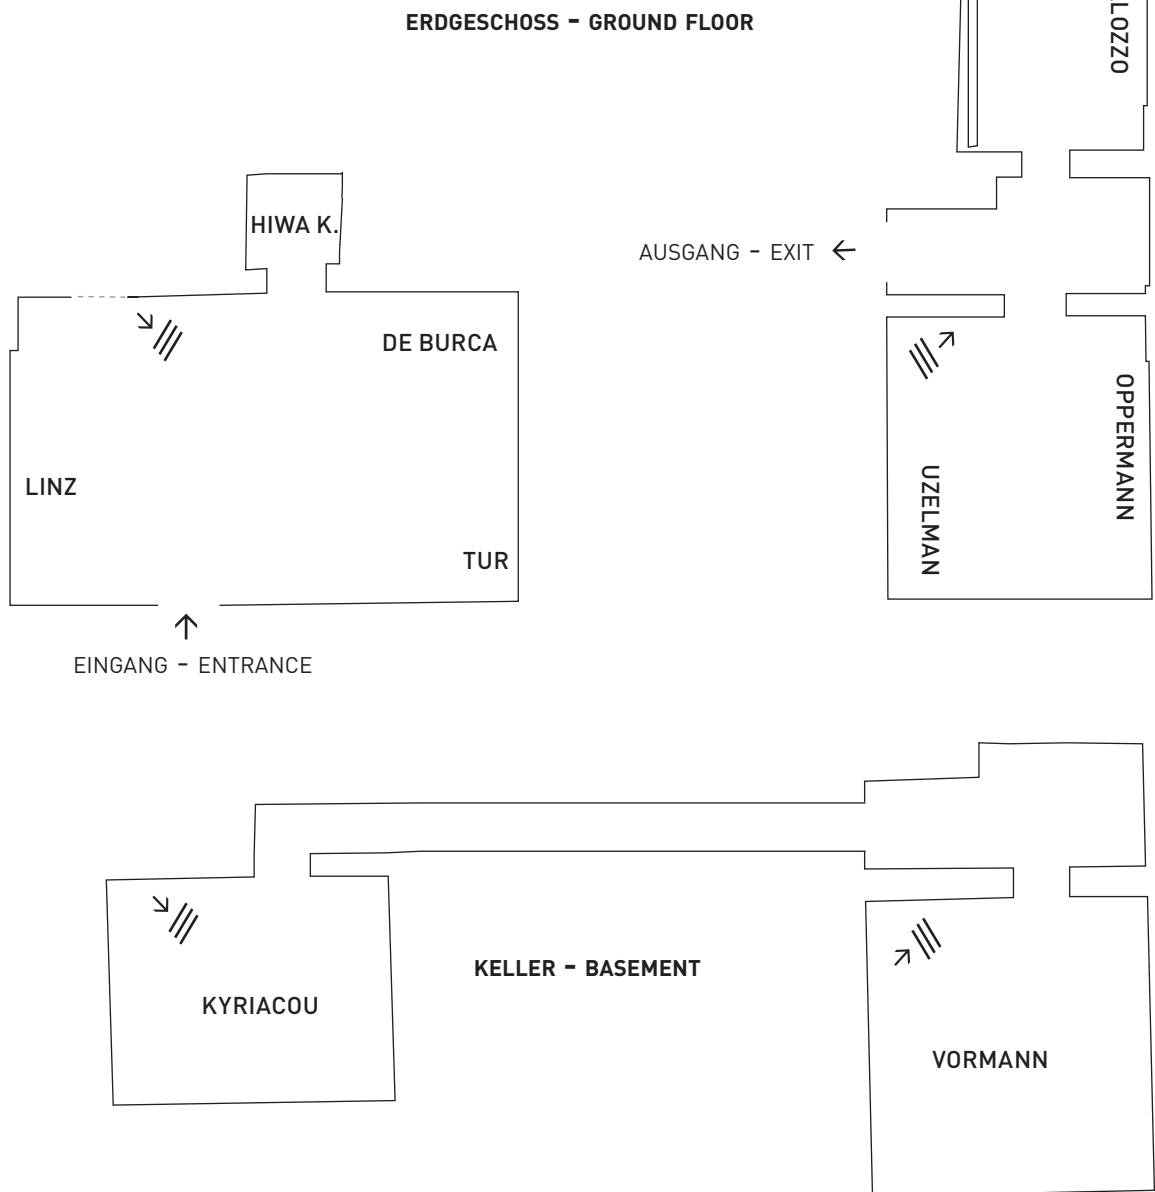 ERDGESCHOSS - GROUND FLOOR
LOZZO
HIWA K.
AUSGANG - EXIT
DE BURCA
OPPERMANN
LINZ
UZELMAN
TUR
EINGANG - ENTRANCE
KELLER - BASEMENT
KYRIACOU
VORMANN